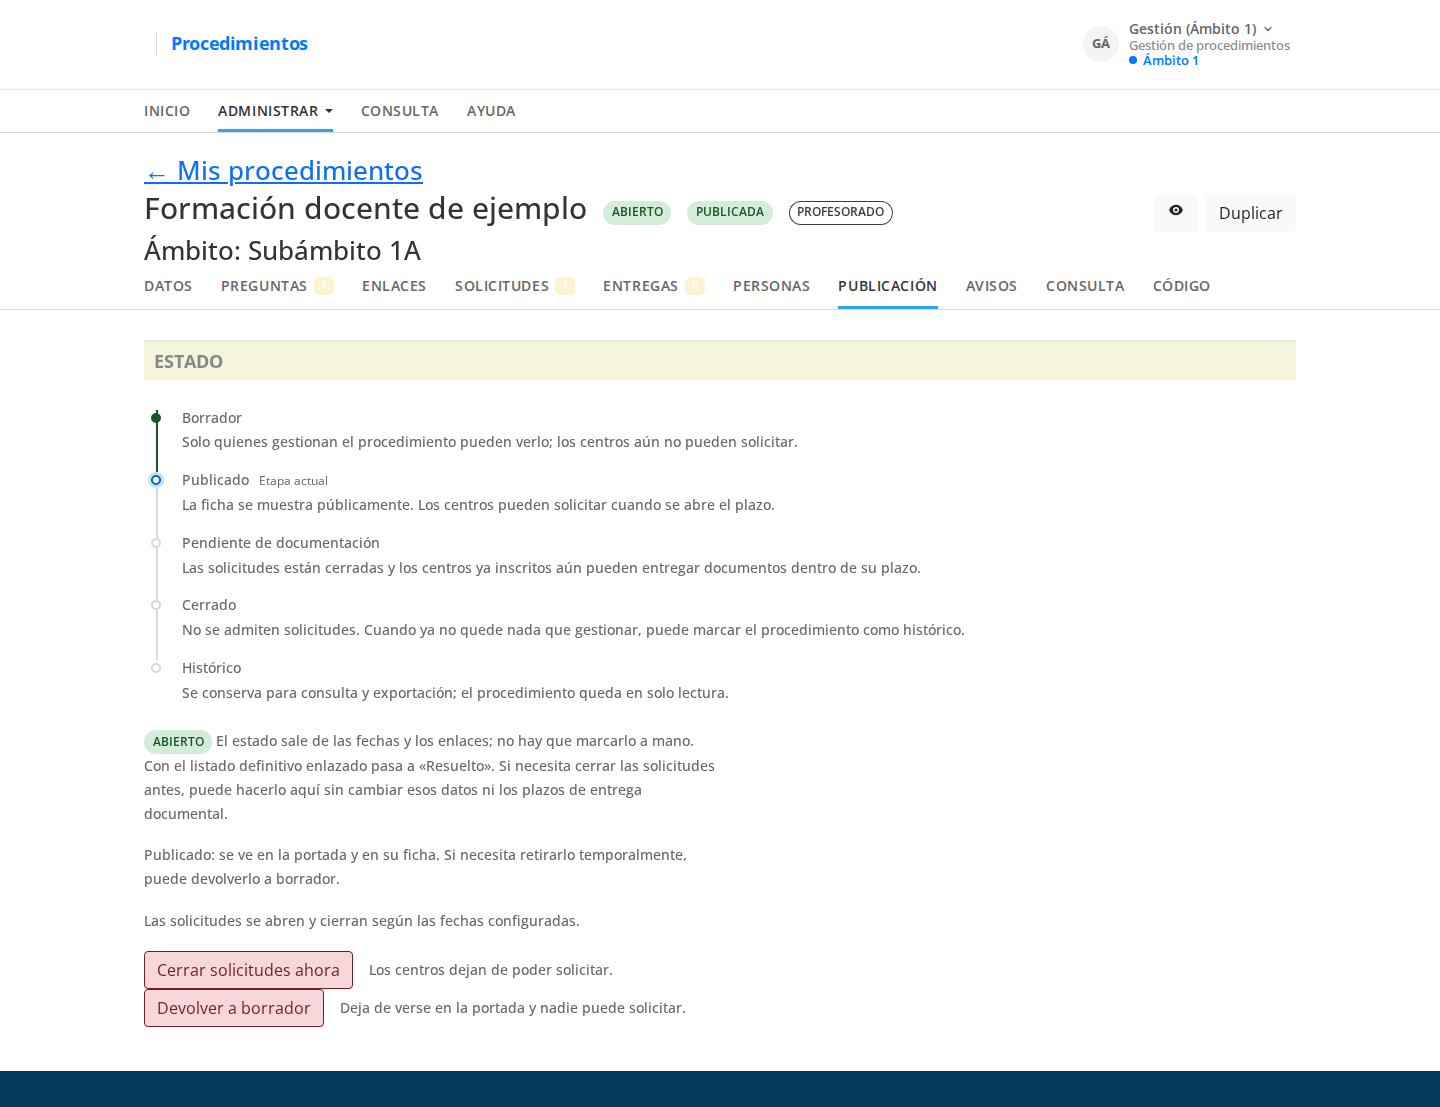 Procedimientos
GÁ
Gestión (Ámbito 1)
Gestión de procedimientos
Ámbito 1
INICIO ADMINISTRAR CONSULTA AYUDA
← Mis procedimientos
Formación docente de ejemplo ABIERTO PUBLICADA PROFESORADO Duplicar
Ámbito: Subámbito 1A
DATOS PREGUNTAS 1 ENLACES SOLICITUDES 1 ENTREGAS 0 PERSONAS PUBLICACIÓN AVISOS CONSULTA CÓDIGO
ESTADO
Borrador
Solo quienes gestionan el procedimiento pueden verlo; los centros aún no pueden solicitar.
Publicado Etapa actual
La ficha se muestra públicamente. Los centros pueden solicitar cuando se abre el plazo.
Pendiente de documentación
Las solicitudes están cerradas y los centros ya inscritos aún pueden entregar documentos dentro de su plazo.
Cerrado
No se admiten solicitudes. Cuando ya no quede nada que gestionar, puede marcar el procedimiento como histórico.
Histórico
Se conserva para consulta y exportación; el procedimiento queda en solo lectura.
ABIERTO El estado sale de las fechas y los enlaces; no hay que marcarlo a mano.
Con el listado definitivo enlazado pasa a «Resuelto». Si necesita cerrar las solicitudes
antes, puede hacerlo aquí sin cambiar esos datos ni los plazos de entrega
documental.
Publicado: se ve en la portada y en su ficha. Si necesita retirarlo temporalmente,
puede devolverlo a borrador.
Las solicitudes se abren y cierran según las fechas configuradas.
Cerrar solicitudes ahora Los centros dejan de poder solicitar.
Devolver a borrador Deja de verse en la portada y nadie puede solicitar.